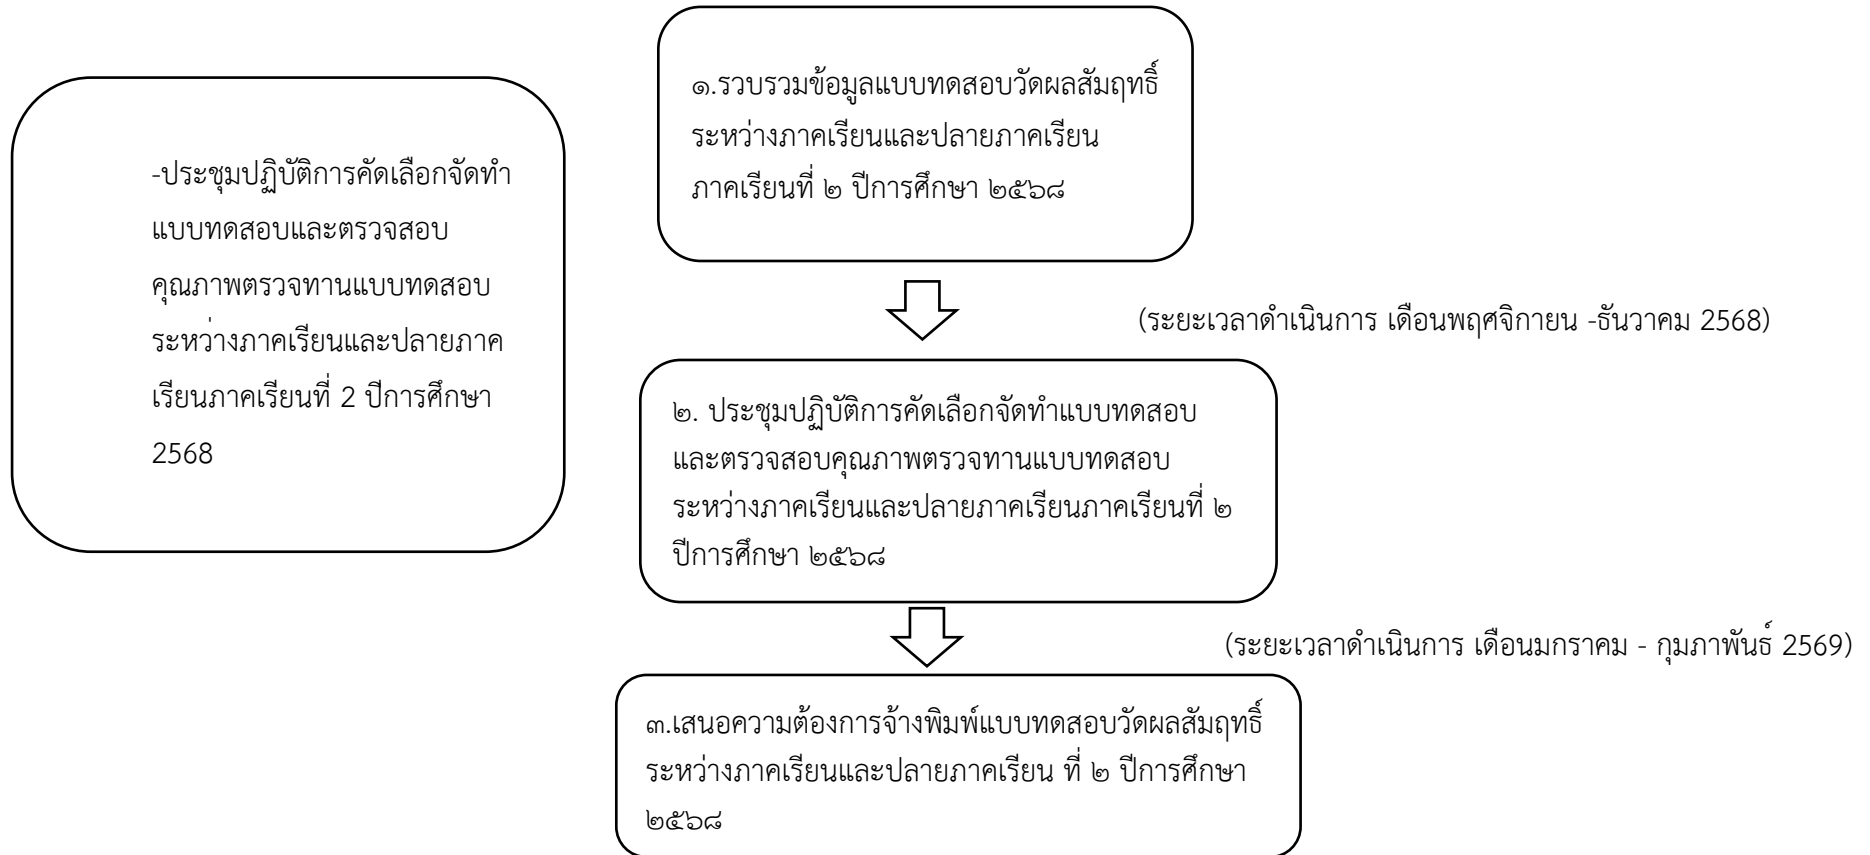 -ประชุมปฏิบัติการคัดเลือกจัดทำ
แบบทดสอบและตรวจสอบ
คุณภาพตรวจทานแบบทดสอบ
ระหว่างภาคเรียนและปลายภาค
เรียนภาคเรียนที่ 2 ปีการศึกษา
2568
๑.รวบรวมข้อมูลแบบทดสอบวัดผลสัมฤทธิ์
ระหว่างภาคเรียนและปลายภาคเรียน
ภาคเรียนที่ ๒ ปีการศึกษา ๒๕๖๘
(ระยะเวลาดำเนินการ เดือนพฤศจิกายน -ธันวาคม 2568)
๒. ประชุมปฏิบัติการคัดเลือกจัดทำแบบทดสอบ
และตรวจสอบคุณภาพตรวจทานแบบทดสอบ
ระหว่างภาคเรียนและปลายภาคเรียนภาคเรียนที่ ๒
ปีการศึกษา ๒๕๖๘
(ระยะเวลาดำเนินการ เดือนมกราคม - กุมภาพันธ์ 2569)
๓.เสนอความต้องการจ้างพิมพ์แบบทดสอบวัดผลสัมฤทธิ์
ระหว่างภาคเรียนและปลายภาคเรียน ที่ ๒ ปีการศึกษา
๒๕๖๘